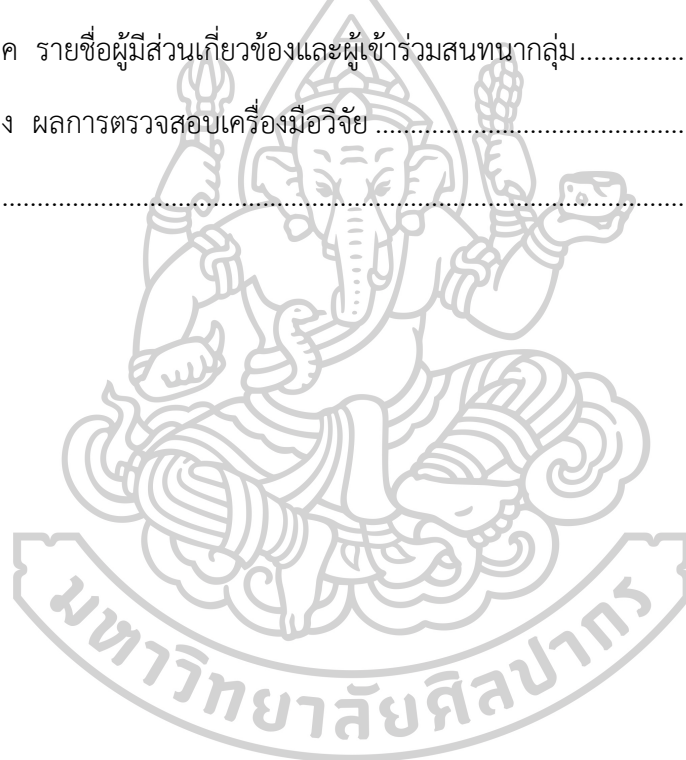 ค รายชื่อผู้มีส่วนเกี่ยวข้องและผู้เข้าร่วมสนทนากลุ่ม...............
ง ผลการตรวจสอบเครื่องมือวิจัย.............................................
....................................................................................................
มหาวิทยาลัยศิลปากร